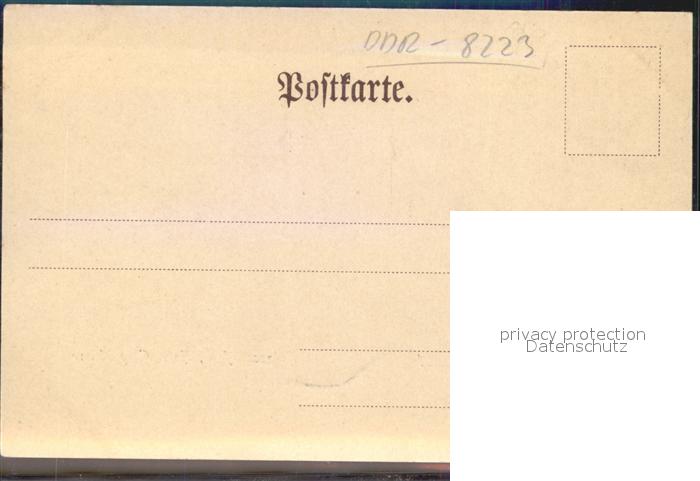 DDR - 8223
Postkarte.
privacy protection
Datenschutz